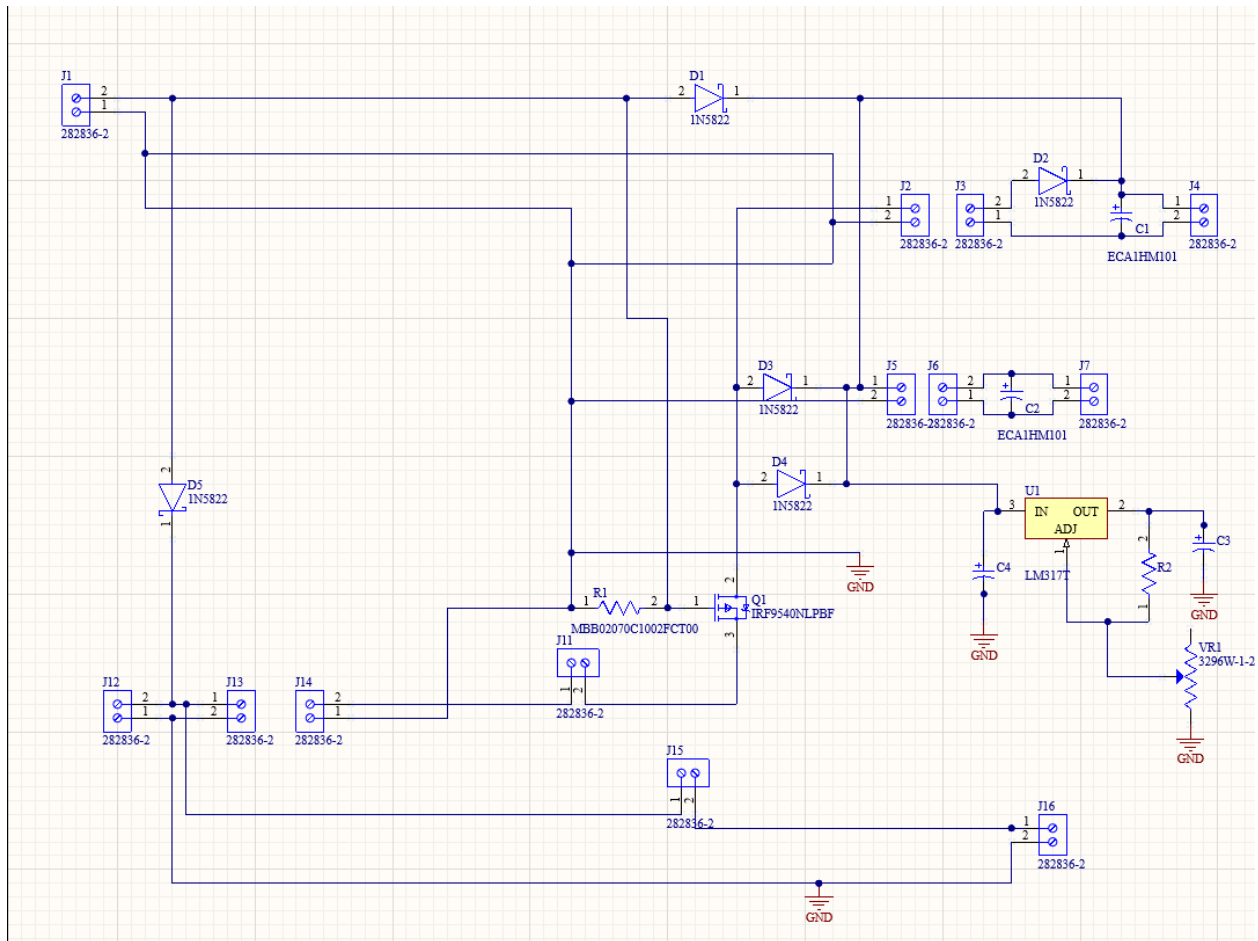 J1
2
1
282836-2
D1
2
1
1N5822
D2
2
1
1N5822
J2
1
2
282836-2
J3
2
1
282836-2
J4
1
2
282836-2
+
C1
ECA1HM101
D3
2
1
1N5822
J5
1
2
282836-2
J6
2
1
282836-2
J7
1
2
282836-2
+
C2
ECA1HM101
D4
2
1
1N5822
2
D5
1N5822
1
U1
3
IN
OUT
2
ADJ
1
LM317T
+
C4
GND
2
R2
1
+
C3
GND
VR1
3296W-1-2
GND
GND
R1
1
2
MBB02070C1002FCT00
2
1
Q1
IRF9540NLPBF
3
J11
1
2
282836-2
J12
2
1
282836-2
J13
1
2
282836-2
J14
2
1
282836-2
J15
1
2
282836-2
J16
1
2
282836-2
GND